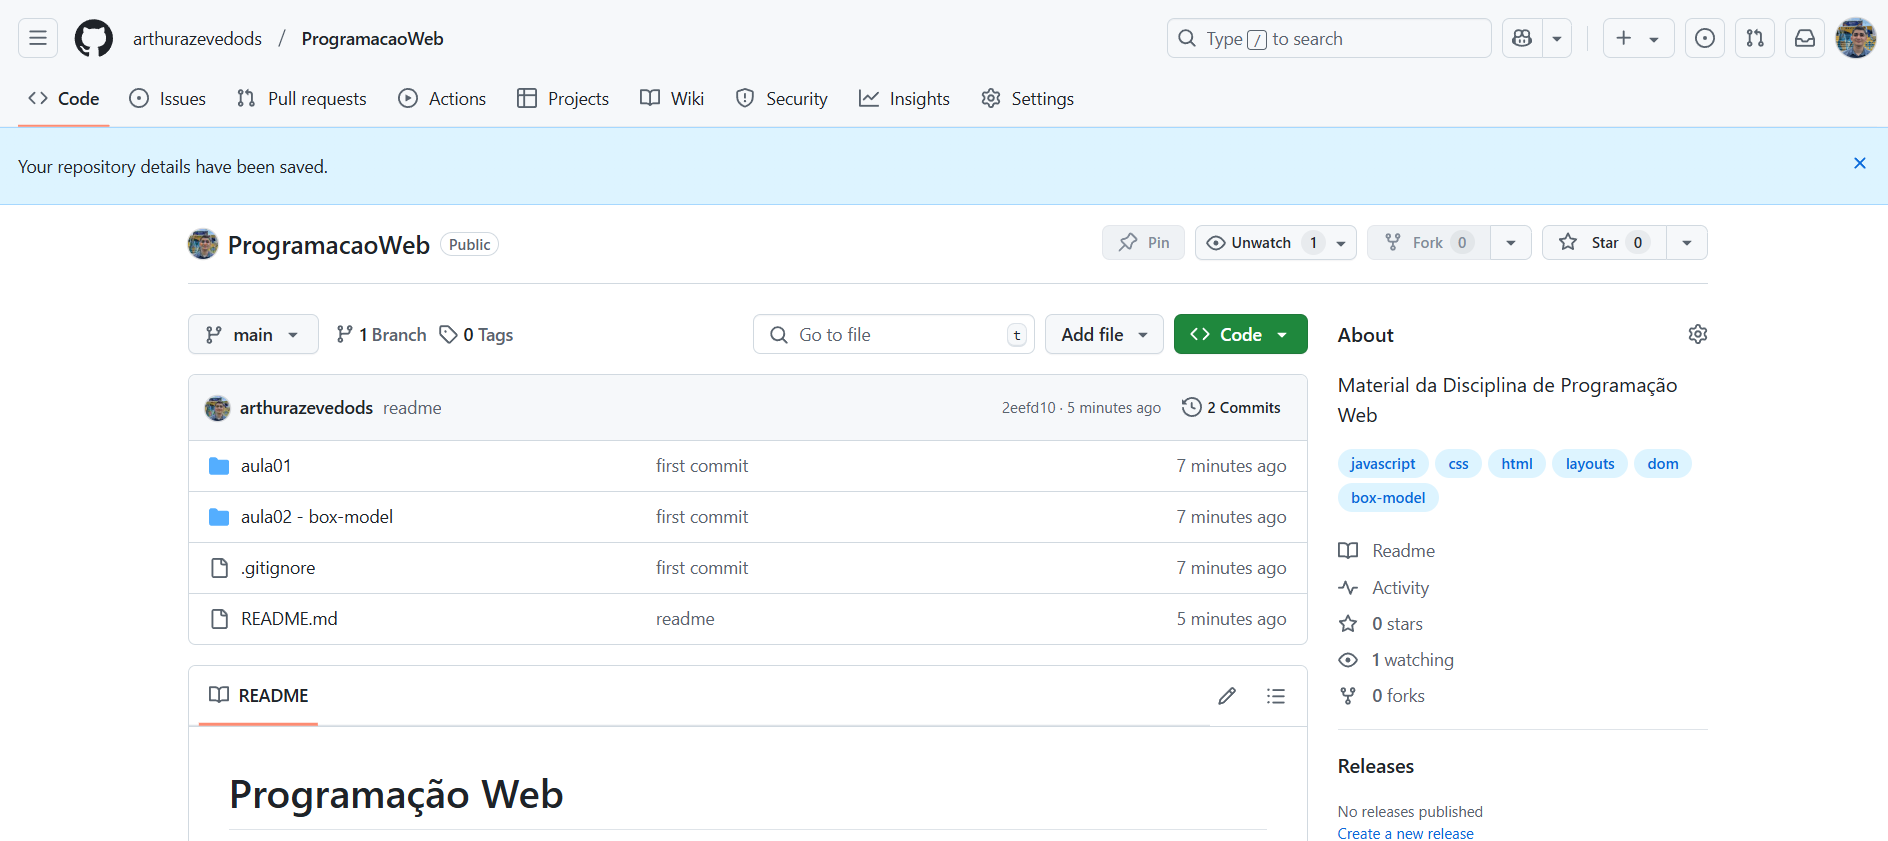 arthurazevedods / ProgramacaoWeb
Type / to search
Code Issues Pull requests Actions Projects Wiki Security Insights Settings
Your repository details have been saved.
ProgramacaoWeb Public
Pin Unwatch 1 Fork 0 Star 0
main 1 Branch 0 Tags
Go to file t Add file Code
arthurazevedods readme 2eefd10 · 5 minutes ago 2 Commits
aula01 first commit 7 minutes ago
aula02 - box-model first commit 7 minutes ago
.gitignore first commit 7 minutes ago
README.md readme 5 minutes ago
README
Programação Web
About
Material da Disciplina de Programação
Web
javascript css html layouts dom
box-model
Readme
Activity
0 stars
1 watching
0 forks
Releases
No releases published
Create a new release